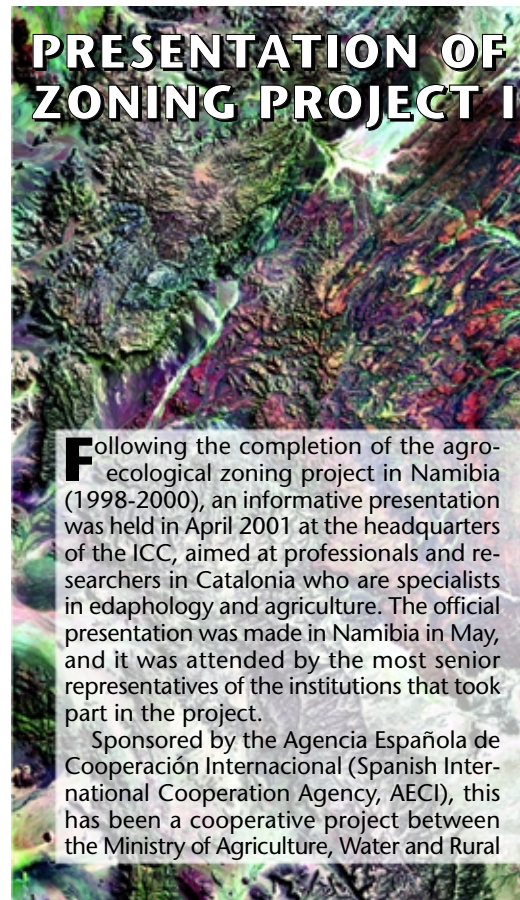 PRESENTATION OF
ZONING PROJECT I
Following the completion of the agro-
ecological zoning project in Namibia
(1998-2000), an informative presentation
was held in April 2001 at the headquarters
of the ICC, aimed at professionals and re-
searchers in Catalonia who are specialists
in edaphology and agriculture. The official
presentation was made in Namibia in May,
and it was attended by the most senior
representatives of the institutions that took
part in the project.
Sponsored by the Agencia Española de
Cooperación Internacional (Spanish Inter-
national Cooperation Agency, AECI), this
has been a cooperative project between
the Ministry of Agriculture, Water and Rural